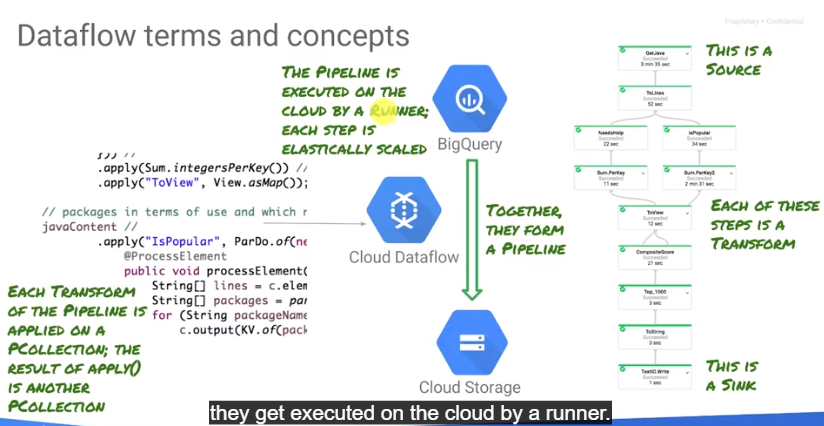 Proprietary + Confidential
Dataflow terms and concepts
THE PIPELINE IS
EXECUTED ON THE
CLOUD BY A RUNNER;
EACH STEP IS
ELASTICALLY SCALED
BigQuery
.apply(Sum.integersPerKey()) //
.apply("ToView", View.asMap());
// packages in terms of use and which
javaContent //
.apply("IsPopular", ParDo.of(ne
@ProcessElement
public void processElement(
String[] lines = c.elem
String[] packages = par
for (String packageName
c.output(KV.of(pack
Cloud Dataflow
TOGETHER,
THEY FORM
A PIPELINE
EACH TRANSFORM
OF THE PIPELINE IS
APPLIED ON A
PCOLLECTION; THE
RESULT OF APPLY()
IS ANOTHER
PCOLLECTION
Cloud Storage
GetJava
Succeeded
3 min 35 sec
THIS IS A
SOURCE
ToLines
Succeeded
52 sec
NeedsHelp
Succeeded
22 sec
IsPopular
Succeeded
34 sec
Sum.PerKey
Succeeded
11 sec
Sum.PerKey2
Succeeded
2 min 31 sec
ToView
Succeeded
12 sec
EACH OF THESE
STEPS IS A
TRANSFORM
CompositeScore
Succeeded
21 sec
Top_1000
Succeeded
3 sec
ToString
Succeeded
3 sec
TextIO.Write
Succeeded
1 sec
THIS IS
A SINK
they get executed on the cloud by a runner.